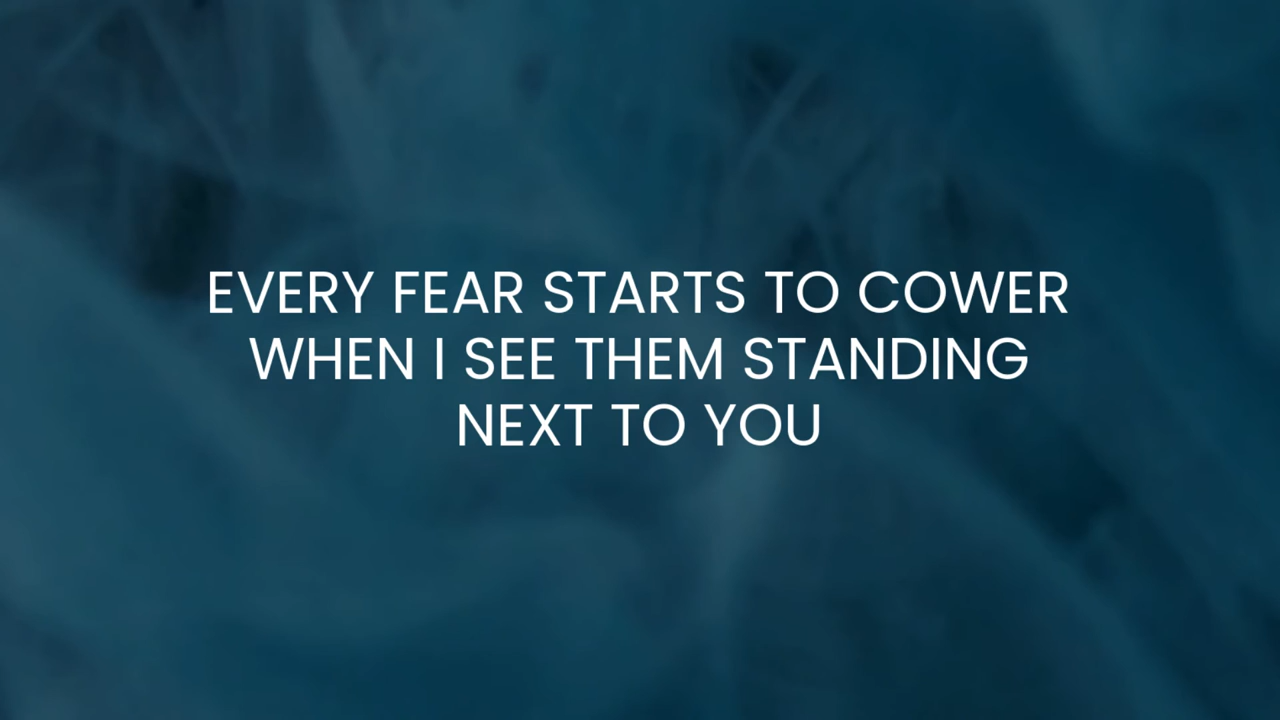 EVERY FEAR STARTS TO COWER
WHEN I SEE THEM STANDING
NEXT TO YOU